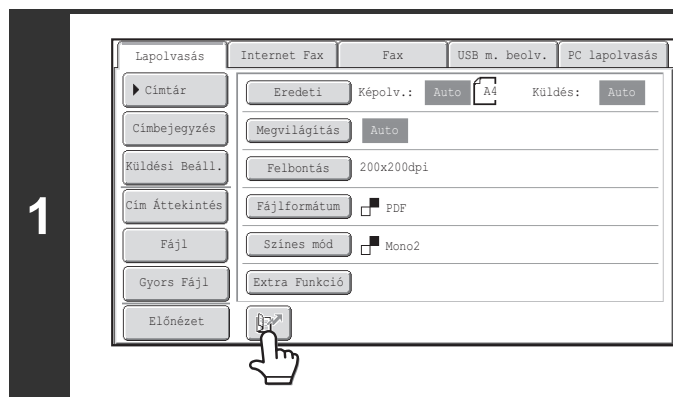 1
Lapolvasás Internet Fax Fax USB m. beolv. PC lapolvasás
Címtár Eredeti Képolv.: Auto A4 Küldés: Auto
Címbejegyzés Megvilágítás Auto
Küldési Beáll. Felbontás 200x200dpi
Cím Áttekintés Fájlformátum PDF
Fájl Színes mód Mono2
Gyors Fájl Extra Funkció
Előnézet